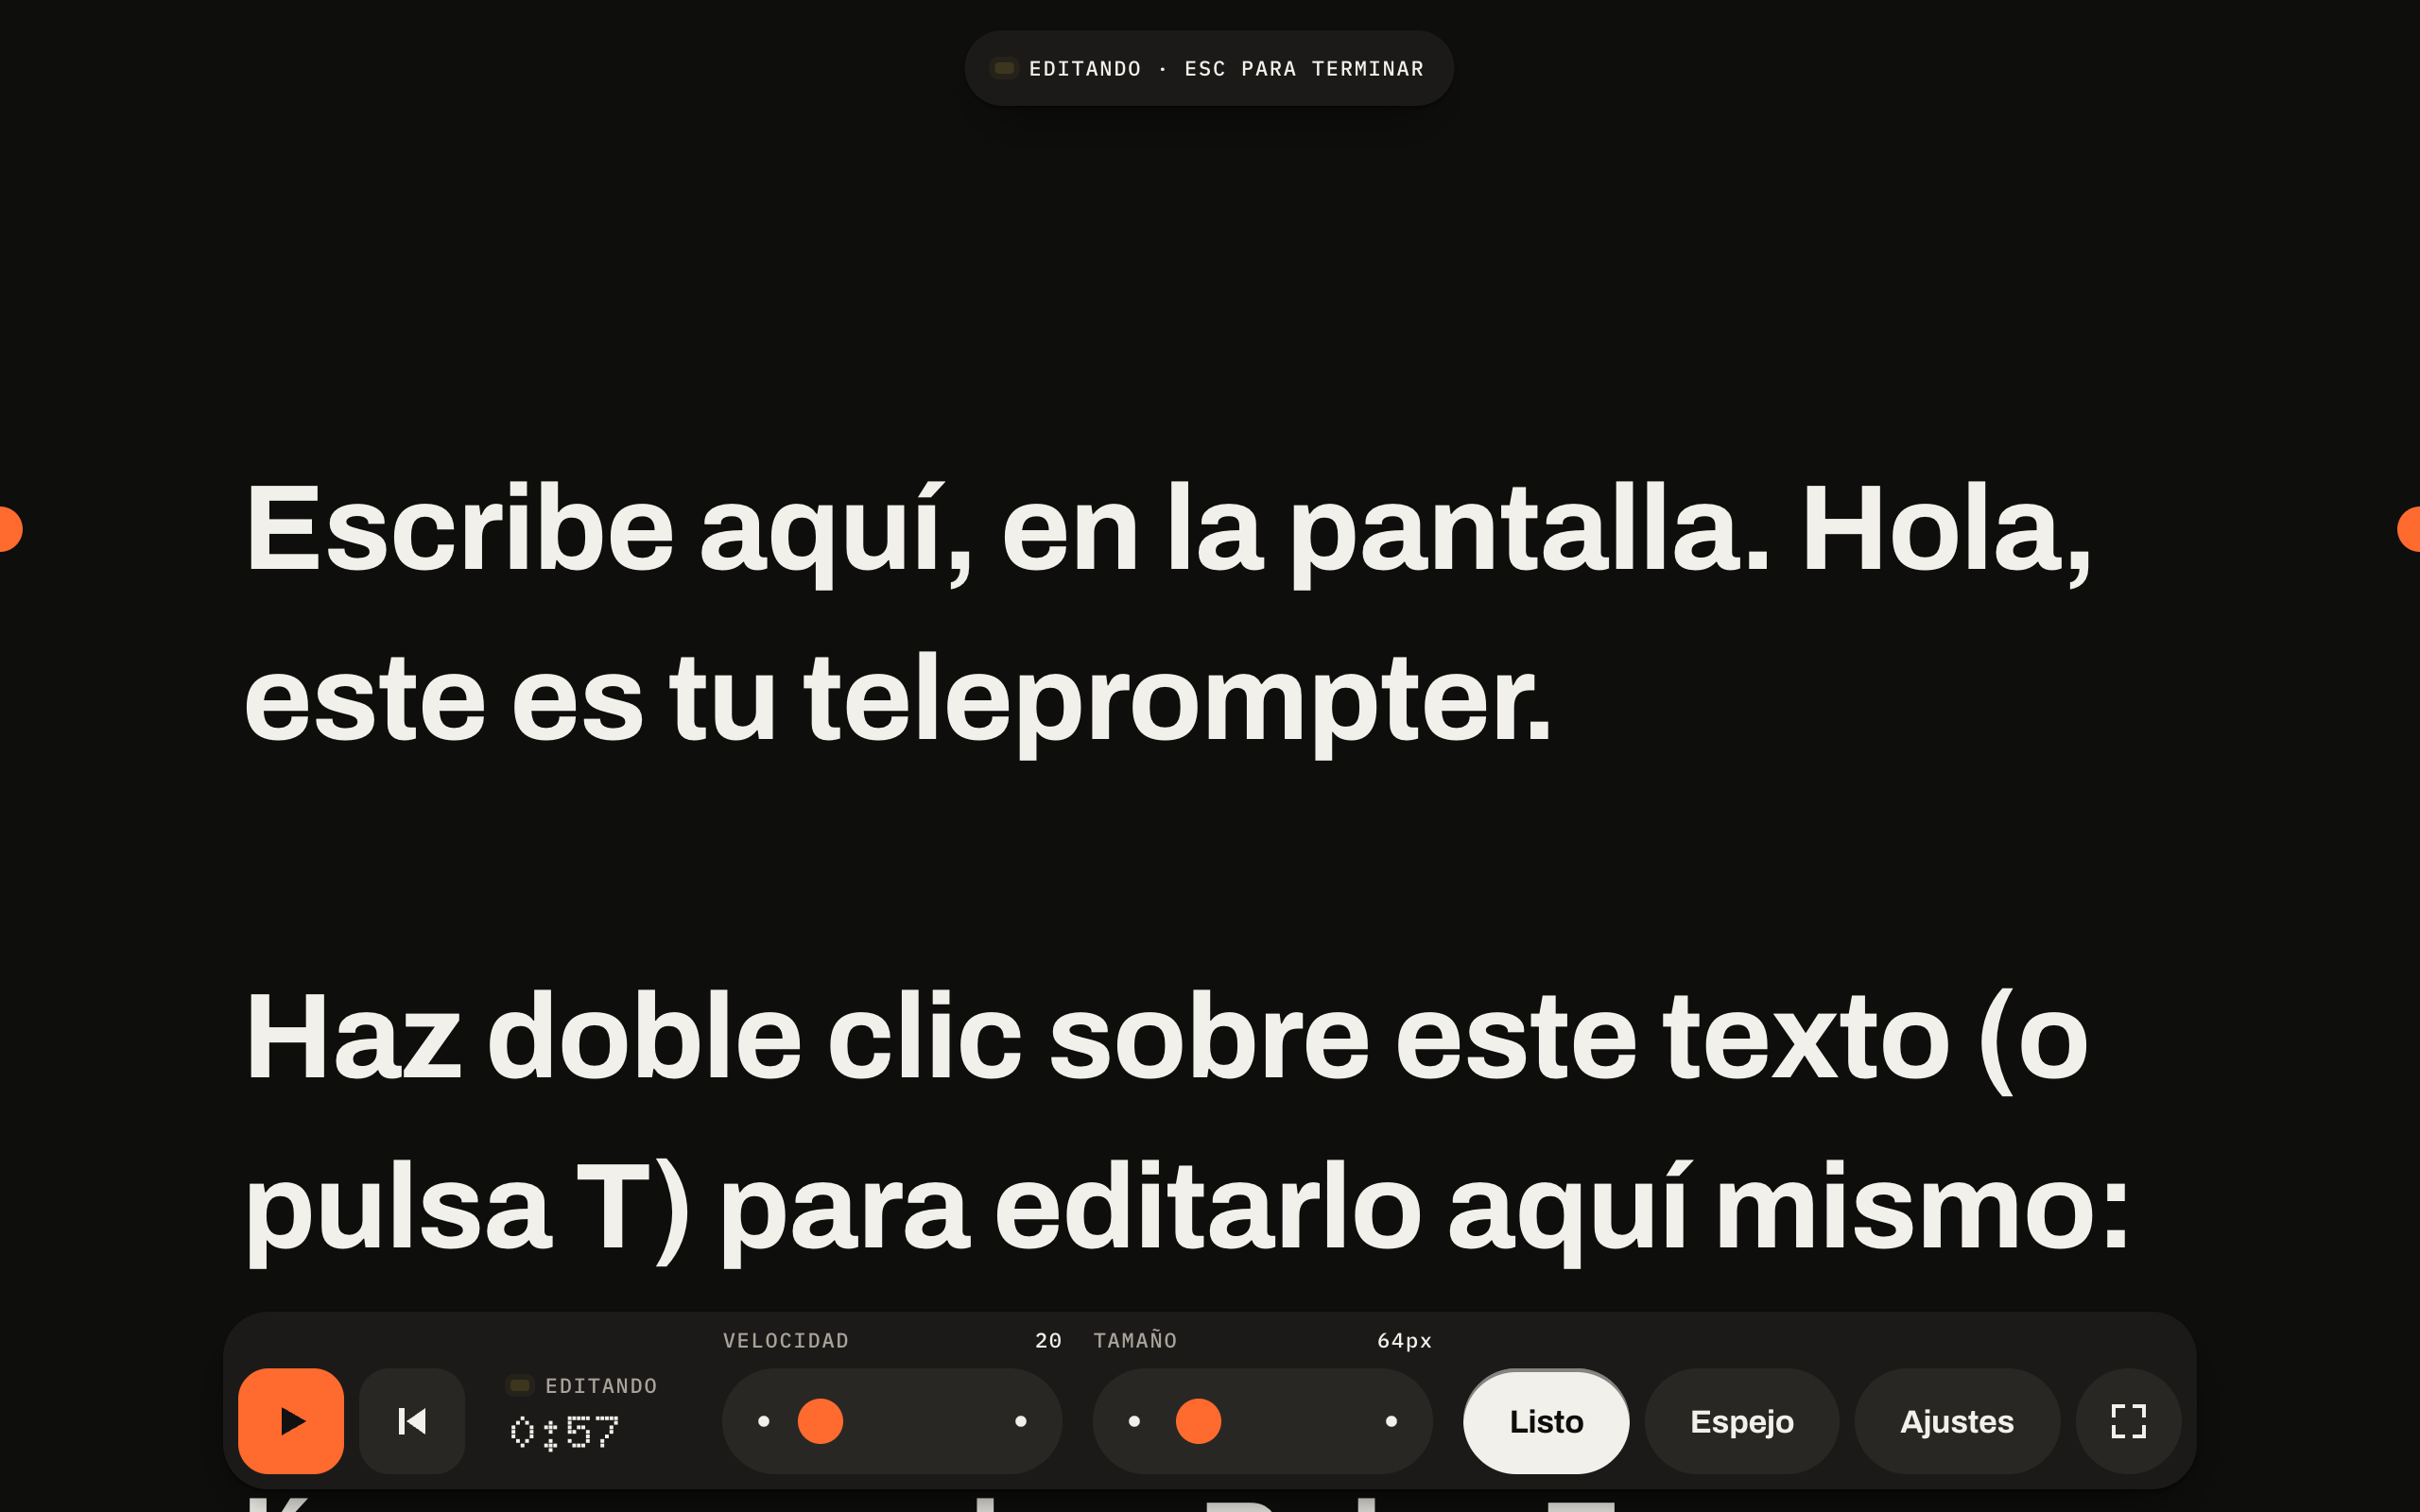 EDITANDO · ESC PARA TERMINAR
Escribe aquí, en la pantalla. Hola,
este es tu teleprompter.
Haz doble clic sobre este texto (o
pulsa T) para editarlo aquí mismo:
VELOCIDAD 20 TAMAÑO 64px
EDITANDO
0:57
Listo Espejo Ajustes